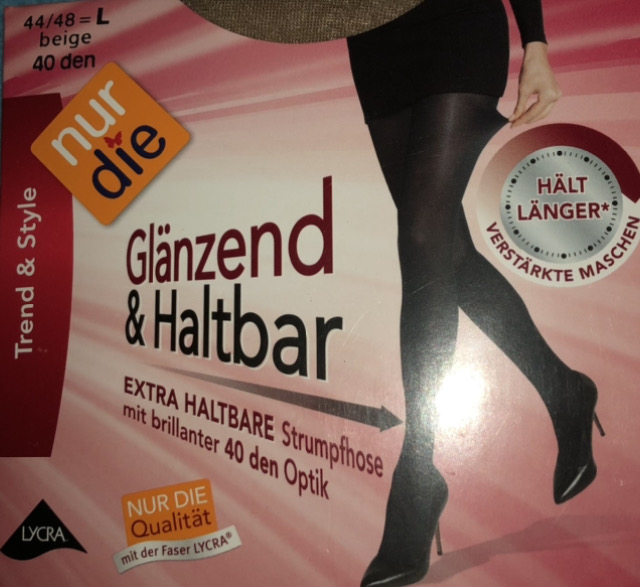 44/48 = L
beige
40 den
nur
die
Trend & Style
Glänzend
& Haltbar
EXTRA HALTBARE Strumpfhose
mit brillanter 40 den Optik
HÄLT
LÄNGER*
VERSTÄRKTE MASCHEN
LYCRA
NUR DIE
Qualität
mit der Faser LYCRA®